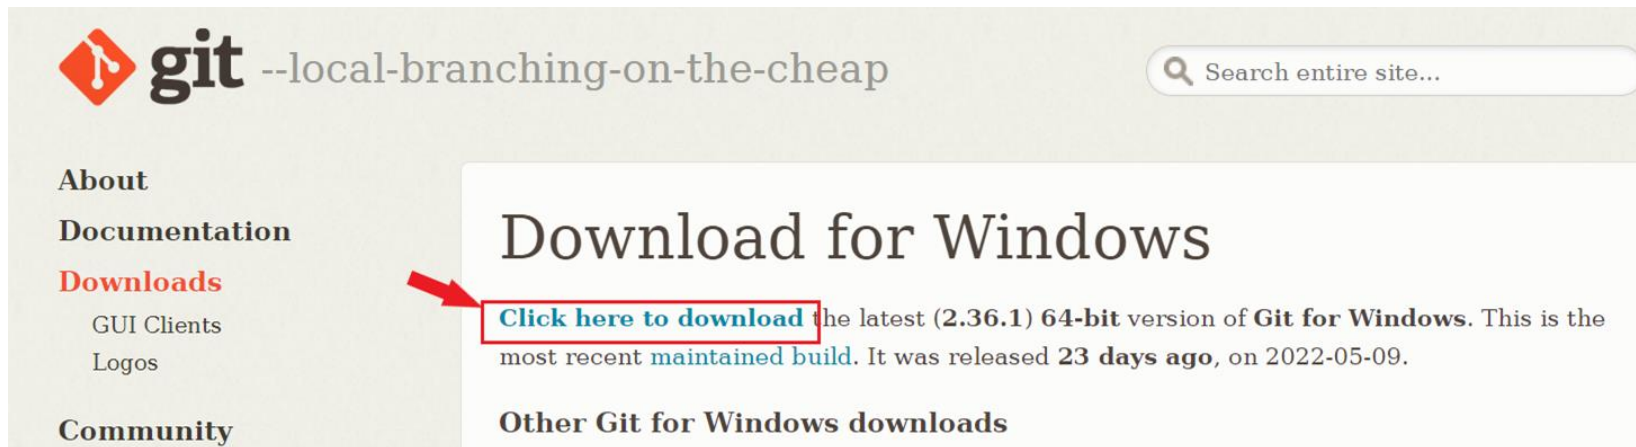 git --local-branching-on-the-cheap
Search entire site...
About
Documentation
Downloads
GUI Clients
Logos
Community
Download for Windows
Click here to download the latest (2.36.1) 64-bit version of Git for Windows. This is the
most recent maintained build. It was released 23 days ago, on 2022-05-09.
Other Git for Windows downloads